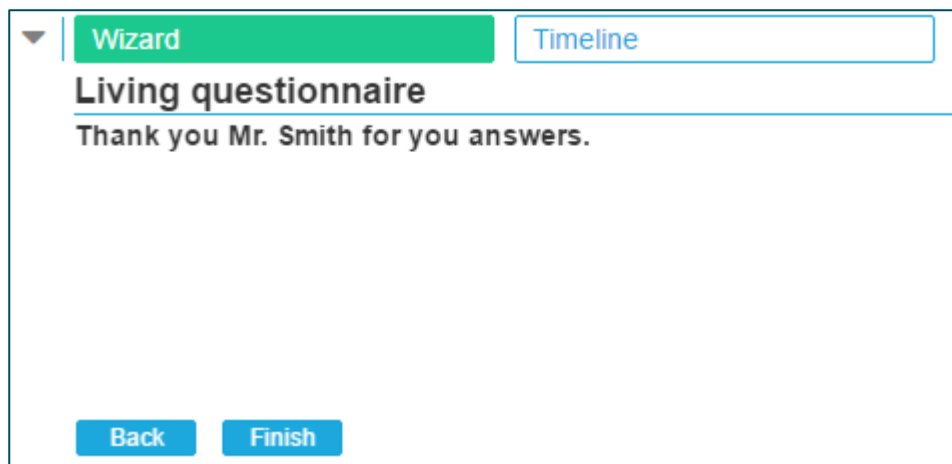 Wizard Timeline
Living questionnaire
Thank you Mr. Smith for you answers.
Back Finish